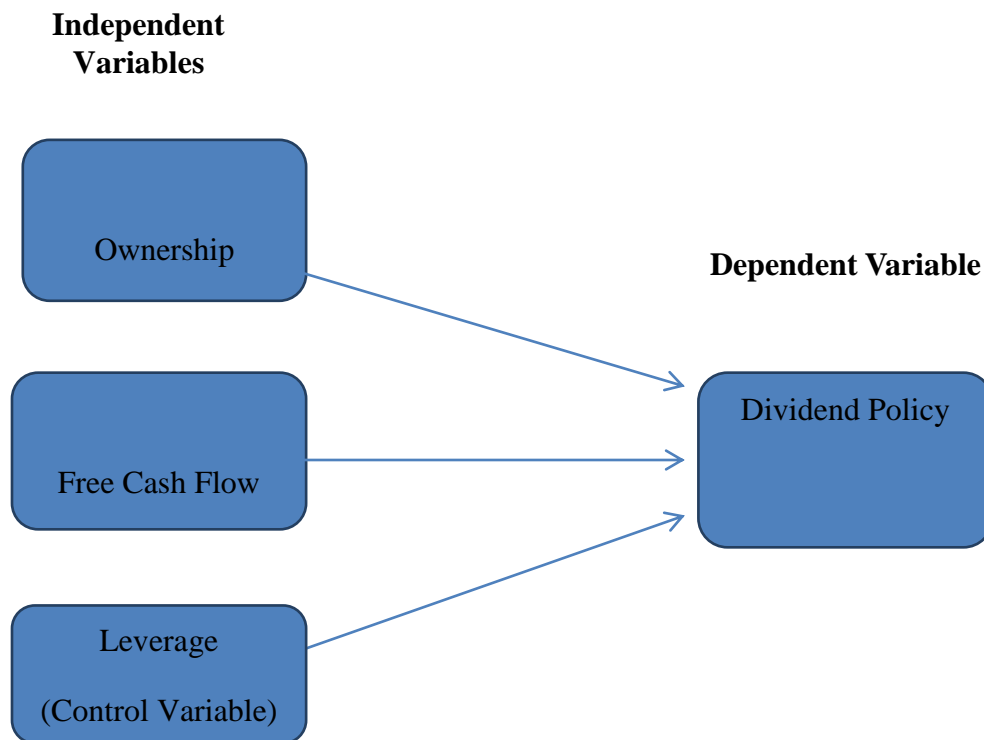 Independent
Variables
Ownership
Dependent Variable
Dividend Policy
Free Cash Flow
Leverage
(Control Variable)